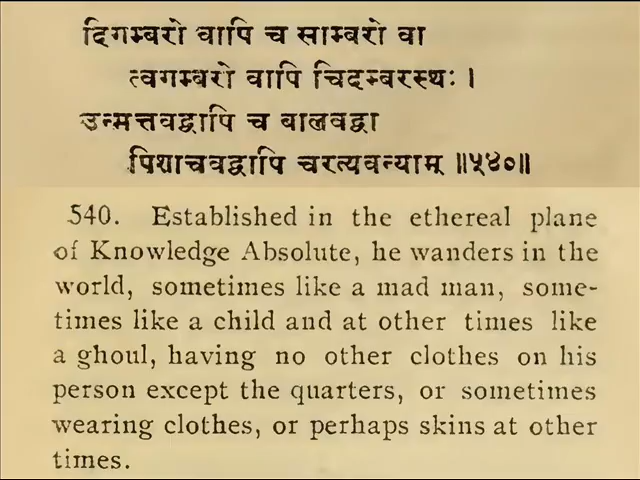 दिगम्बरो वापि च साम्बरो वा
त्वगम्बरो वापि चिदम्बरस्थः ।
उन्मत्तवद्वापि च बालवद्वा
पिशाचवद्वापि चरत्यवन्याम् ॥५४०॥
540. Established in the ethereal plane
of Knowledge Absolute, he wanders in the
world, sometimes like a mad man, some-
times like a child and at other times like
a ghoul, having no other clothes on his
person except the quarters, or sometimes
wearing clothes, or perhaps skins at other
times.